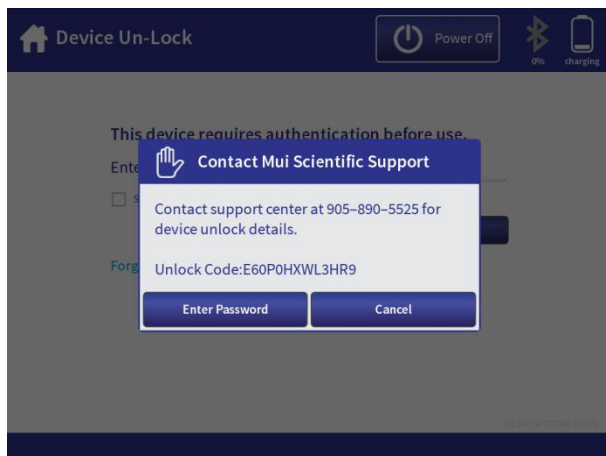 Device Un-Lock
Power Off
0%
charging
This device requires authentication before use.
Ente
Contact Mui Scientific Support
Contact support center at 905–890–5525 for
device unlock details.
Forg
Unlock Code:E60P0HXWL3HR9
Enter Password
Cancel